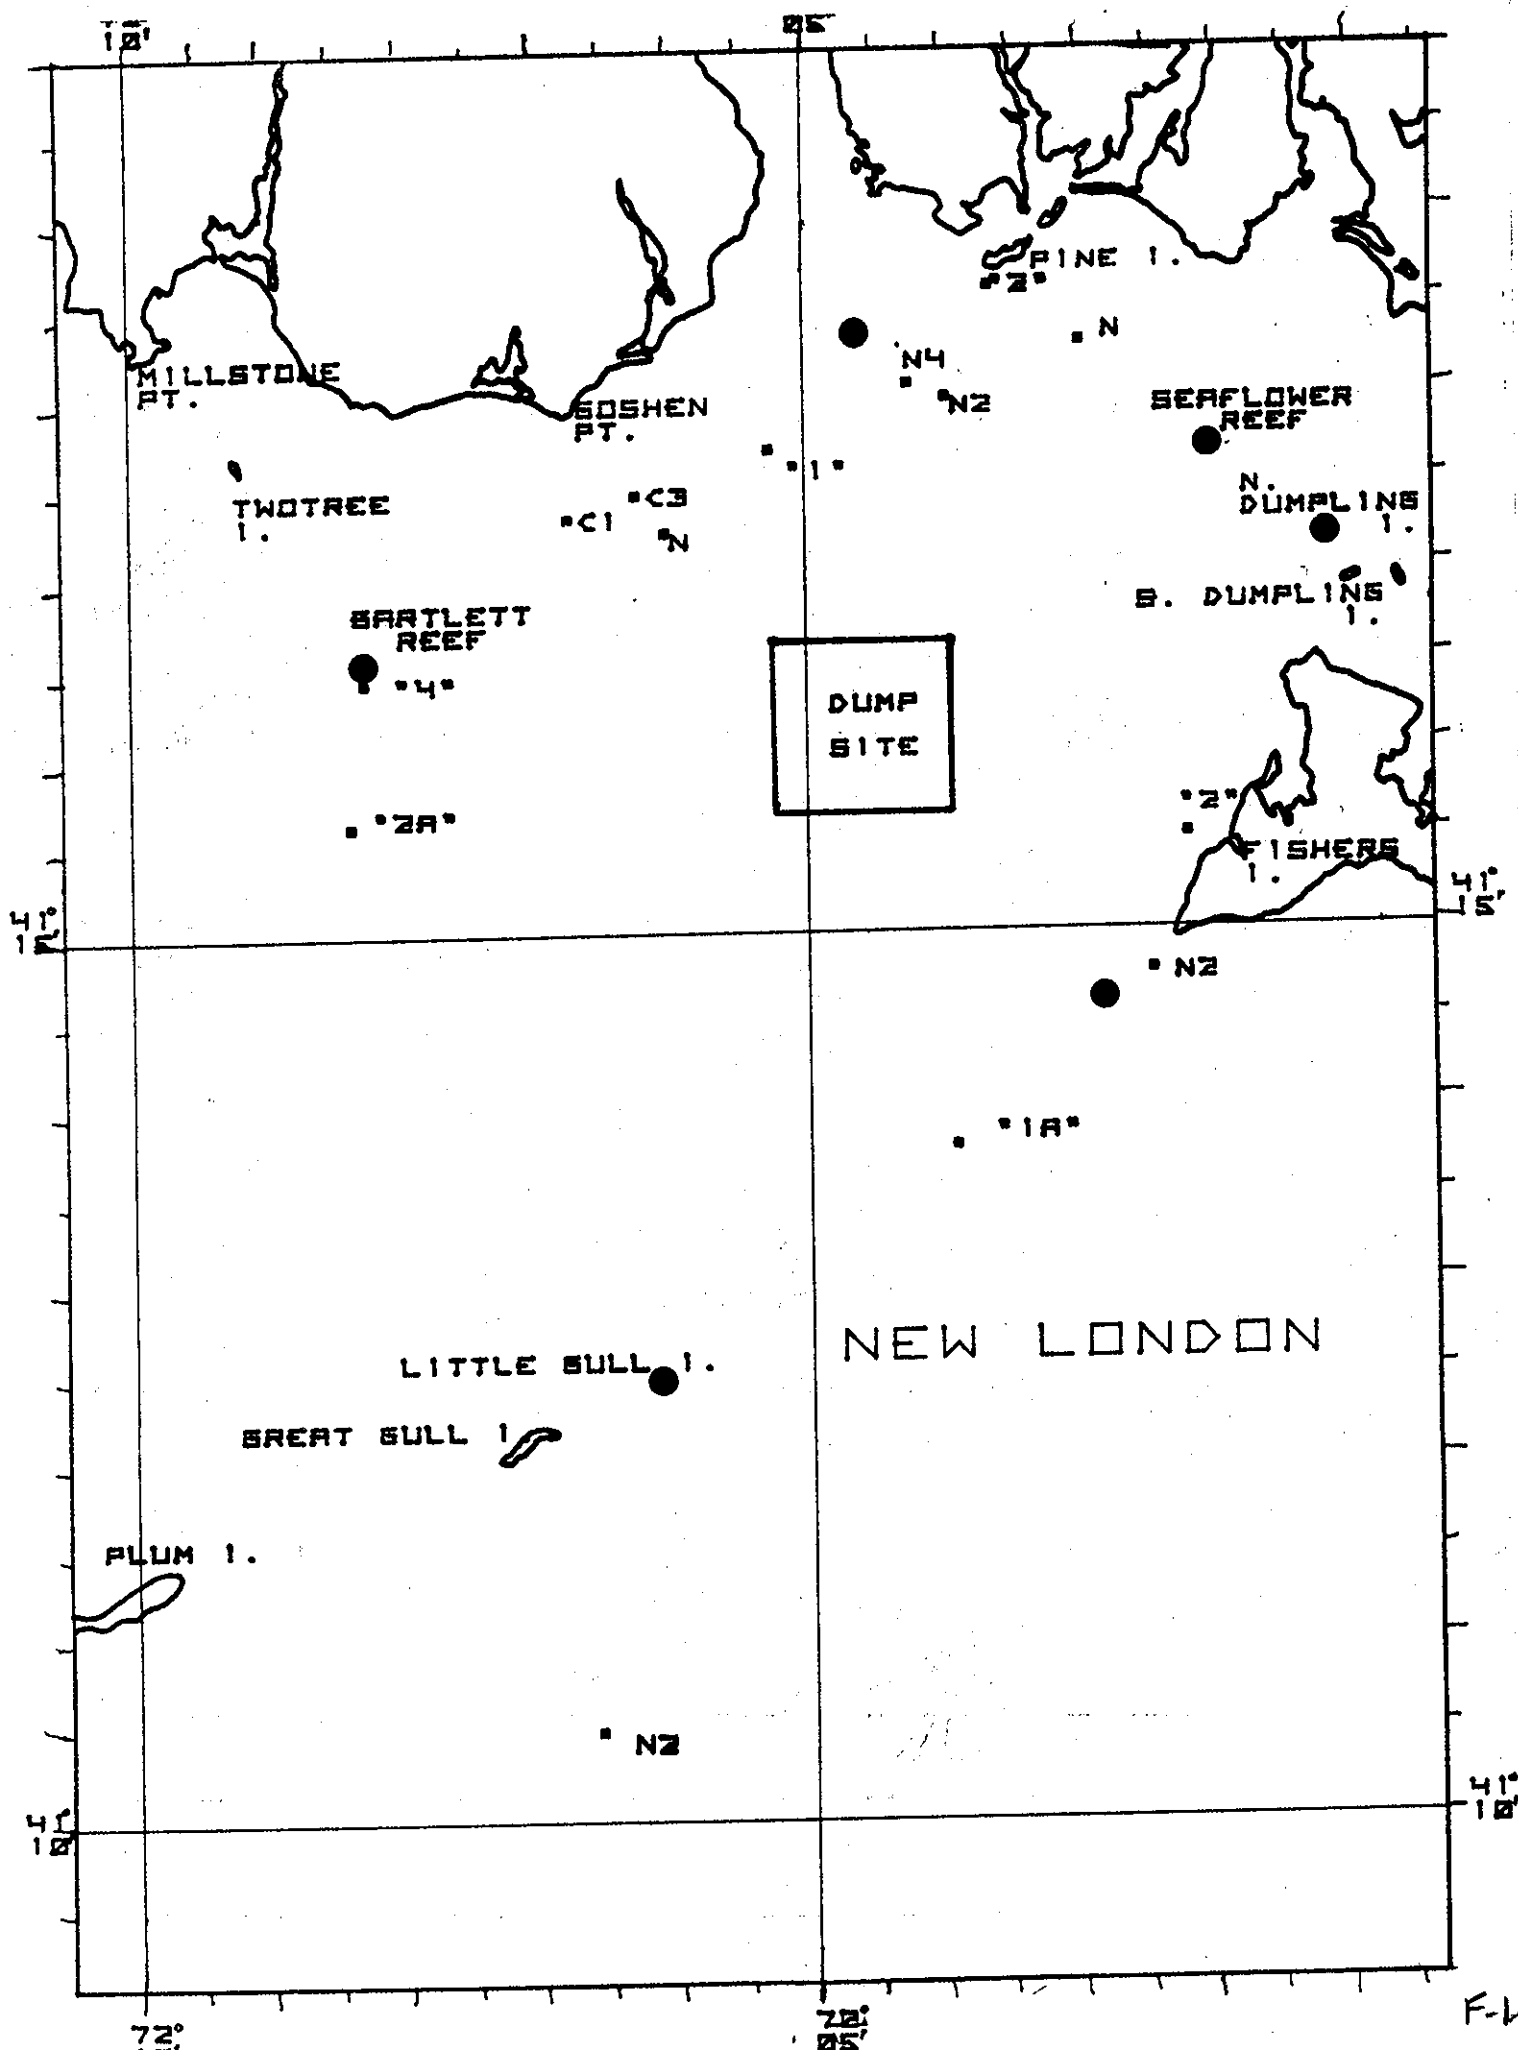 10'
05'
PINE I.
"2"
N
N4
N2
MILLSTONE
PT.
GOSHEN
PT.
SEAFLOWER
REEF
"1"
TWOTREE
I.
C3
C1
N
N.
DUMPLING
I.
S. DUMPLING
I.
BARTLETT
REEF
"4"
DUMP
SITE
"2A"
"2"
FISHERS
I.
41°
15'
41°
15'
N2
"1A"
NEW LONDON
LITTLE GULL I.
GREAT GULL I
PLUM I.
N2
41°
10'
41°
10'
72°
70°
05'